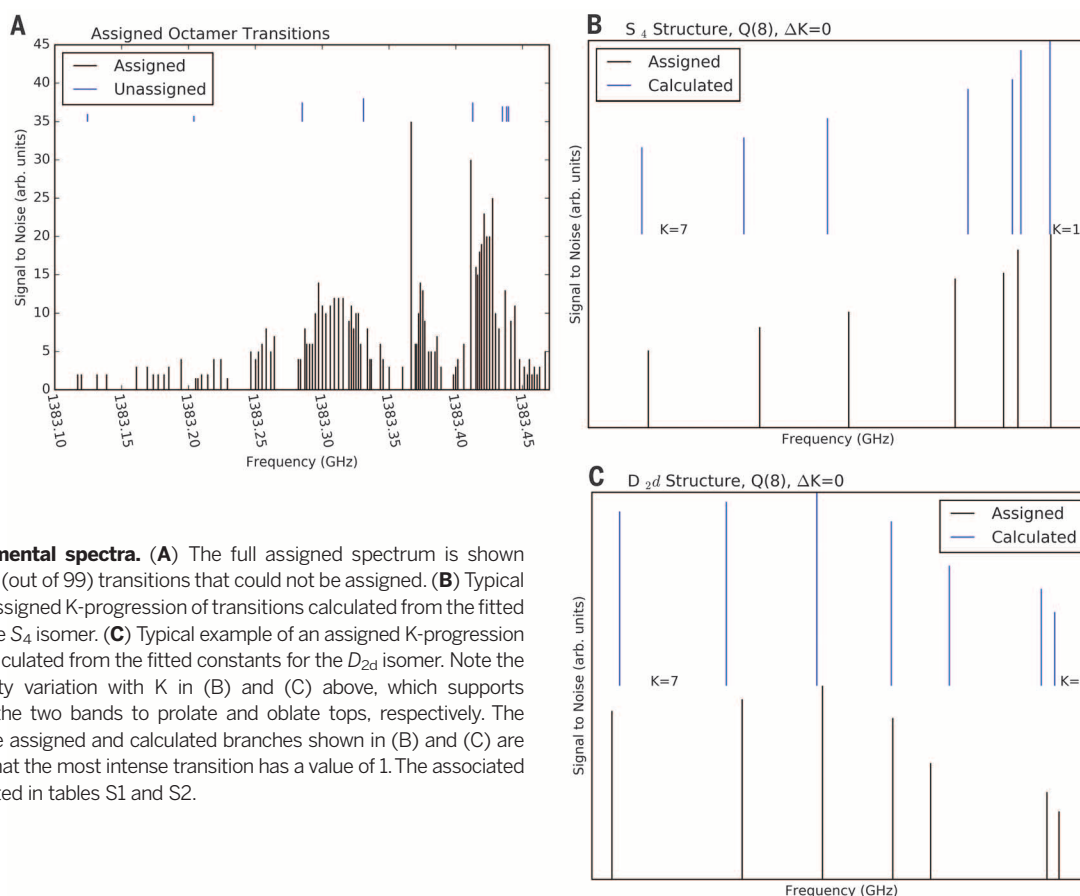 A
Assigned Octamer Transitions
45
40
35
30
25
20
15
10
5
0
Signal to Noise (arb. units)
Assigned
Unassigned
1383.10
1383.15
1383.20
1383.25
1383.30
1383.35
1383.40
1383.45
Frequency (GHz)
B
S 4 Structure, Q(8), ΔK=0
Signal to Noise (arb. units)
Assigned
Calculated
K=7
K=1
Frequency (GHz)
C
D 2d Structure, Q(8), ΔK=0
Signal to Noise (arb. units)
Assigned
Calculated
K=7
K=
Frequency (GHz)
mental spectra. (A) The full assigned spectrum is shown
(out of 99) transitions that could not be assigned. (B) Typical
ssigned K-progression of transitions calculated from the fitted
e S4 isomer. (C) Typical example of an assigned K-progression
culated from the fitted constants for the D2d isomer. Note the
ty variation with K in (B) and (C) above, which supports
the two bands to prolate and oblate tops, respectively. The
e assigned and calculated branches shown in (B) and (C) are
hat the most intense transition has a value of 1. The associated
ted in tables S1 and S2.